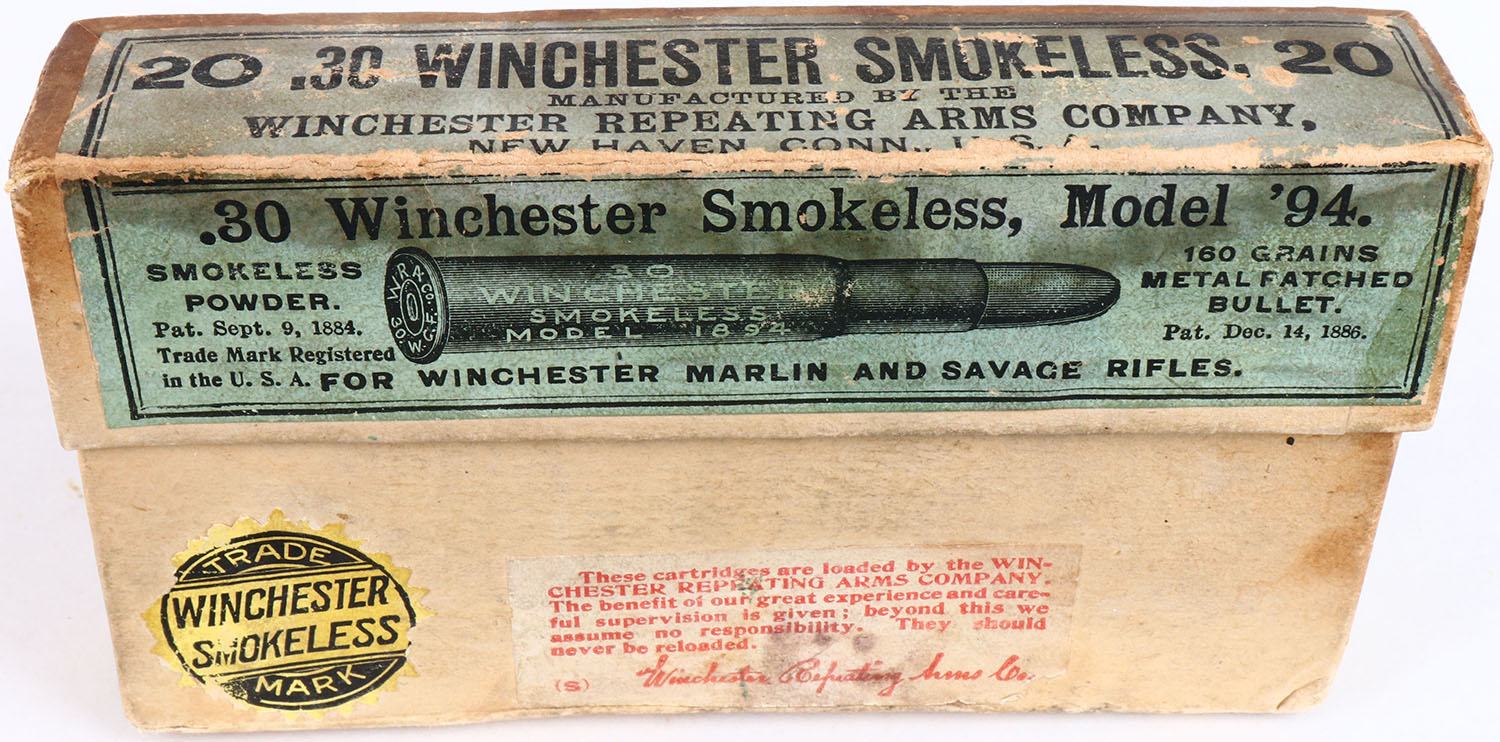 20 .30 WINCHESTER SMOKELESS. 20
MANUFACTURED BY THE
WINCHESTER REPEATING ARMS COMPANY,
NEW HAVEN CONN., U. S. A.
.30 Winchester Smokeless, Model '94.
SMOKELESS
POWDER.
Pat. Sept. 9, 1884.
Trade Mark Registered
in the U. S. A.
W.R.A.Co.
30 W.C.F.
30
WINCHESTER
SMOKELESS
MODEL 1894
160 GRAINS
METAL PATCHED
BULLET.
Pat. Dec. 14, 1886.
FOR WINCHESTER MARLIN AND SAVAGE RIFLES.
TRADE
WINCHESTER
SMOKELESS
MARK
These cartridges are loaded by the WIN-
CHESTER REPEATING ARMS COMPANY.
The benefit of our great experience and care-
ful supervision is given; beyond this we
assume no responsibility. They should
never be reloaded.
(S) Winchester Repeating Arms Co.